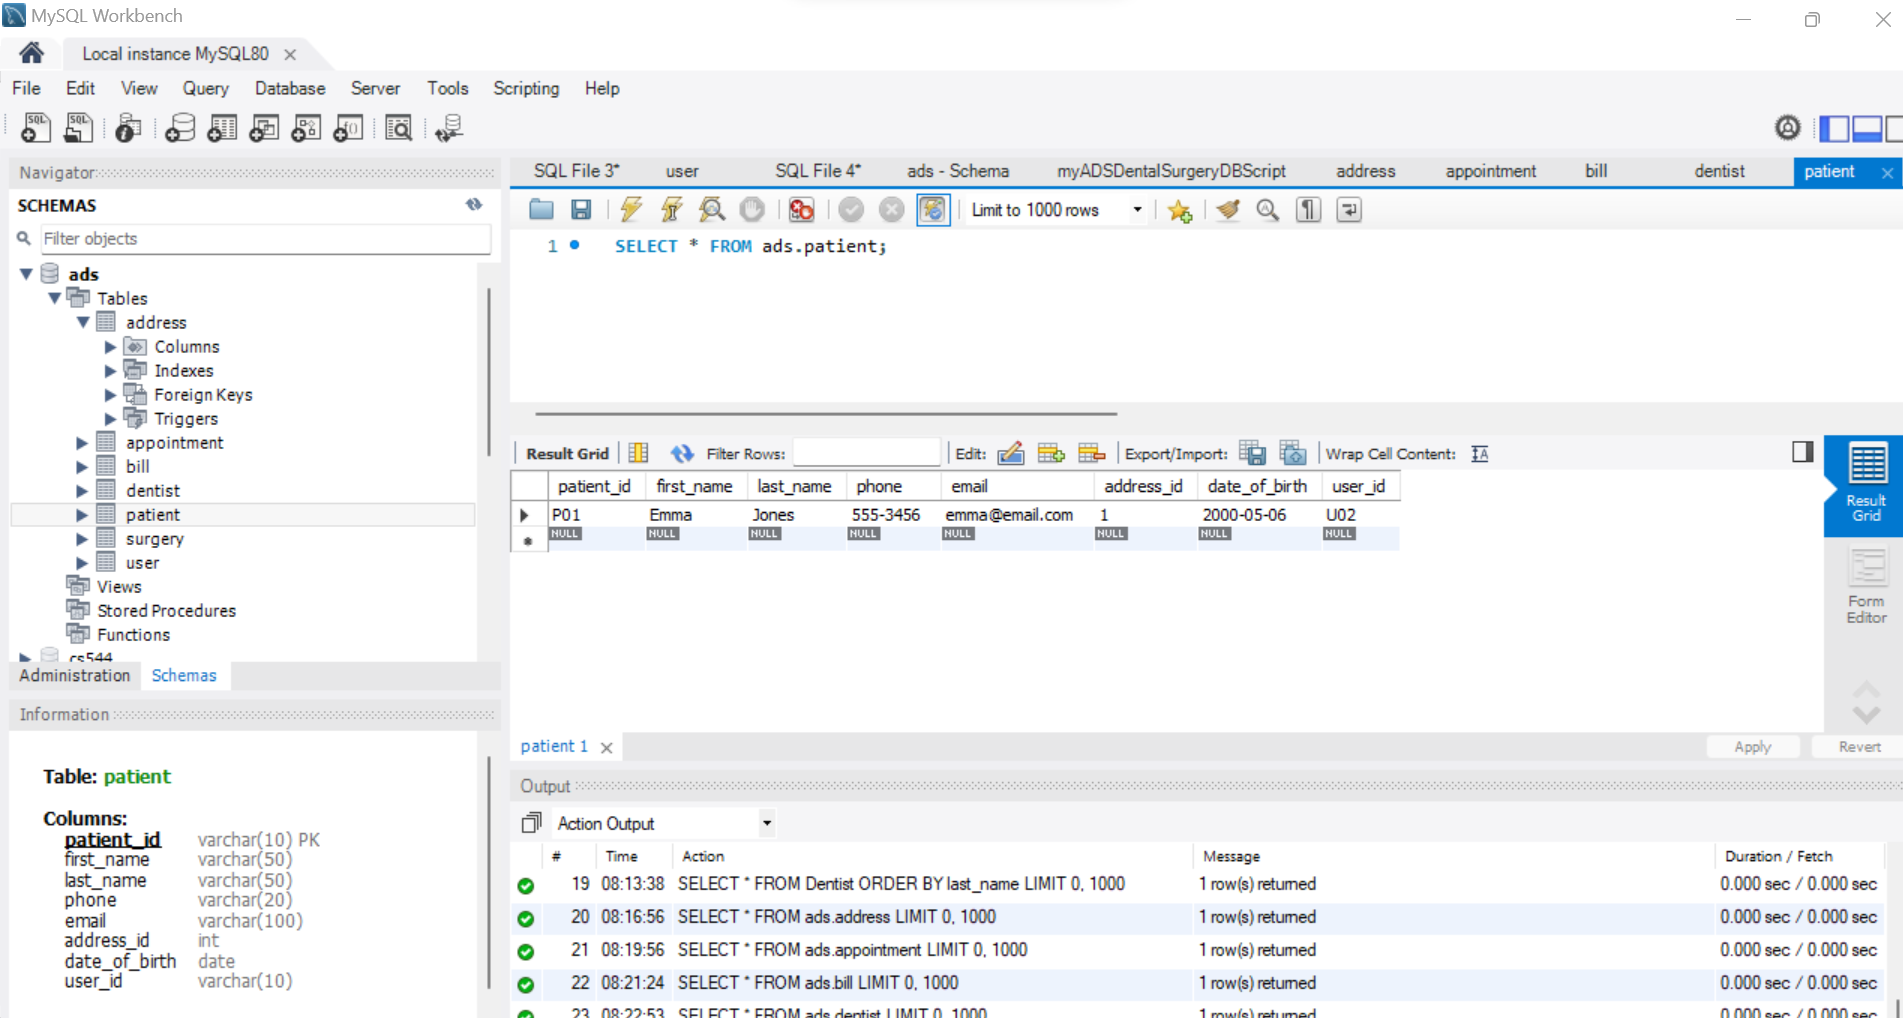 MySQL Workbench
Local instance MySQL80
File Edit View Query Database Server Tools Scripting Help
Navigator
SCHEMAS
Filter objects
ads
Tables
address
Columns
Indexes
Foreign Keys
Triggers
appointment
bill
dentist
patient
surgery
user
Views
Stored Procedures
Functions
cs544
Administration Schemas
Information
Table: patient
Columns:
patient_id varchar(10) PK
first_name varchar(50)
last_name varchar(50)
phone varchar(20)
email varchar(100)
address_id int
date_of_birth date
user_id varchar(10)
SQL File 3* user SQL File 4* ads - Schema myADSDentalSurgeryDBScript address appointment bill dentist patient
Limit to 1000 rows
1 SELECT * FROM ads.patient;
Result Grid Filter Rows: Edit: Export/Import: Wrap Cell Content:
patient_id first_name last_name phone email address_id date_of_birth user_id
P01 Emma Jones 555-3456 emma@email.com 1 2000-05-06 U02
NULL NULL NULL NULL NULL NULL NULL NULL
Result
Grid
Form
Editor
patient 1
Apply Revert
Output
Action Output
# Time Action Message Duration / Fetch
19 08:13:38 SELECT * FROM Dentist ORDER BY last_name LIMIT 0, 1000 1 row(s) returned 0.000 sec / 0.000 sec
20 08:16:56 SELECT * FROM ads.address LIMIT 0, 1000 1 row(s) returned 0.000 sec / 0.000 sec
21 08:19:56 SELECT * FROM ads.appointment LIMIT 0, 1000 1 row(s) returned 0.000 sec / 0.000 sec
22 08:21:24 SELECT * FROM ads.bill LIMIT 0, 1000 1 row(s) returned 0.000 sec / 0.000 sec
23 08:22:53 SELECT * FROM ads.dentist LIMIT 0, 1000 1 row(s) returned 0.000 sec / 0.000 sec